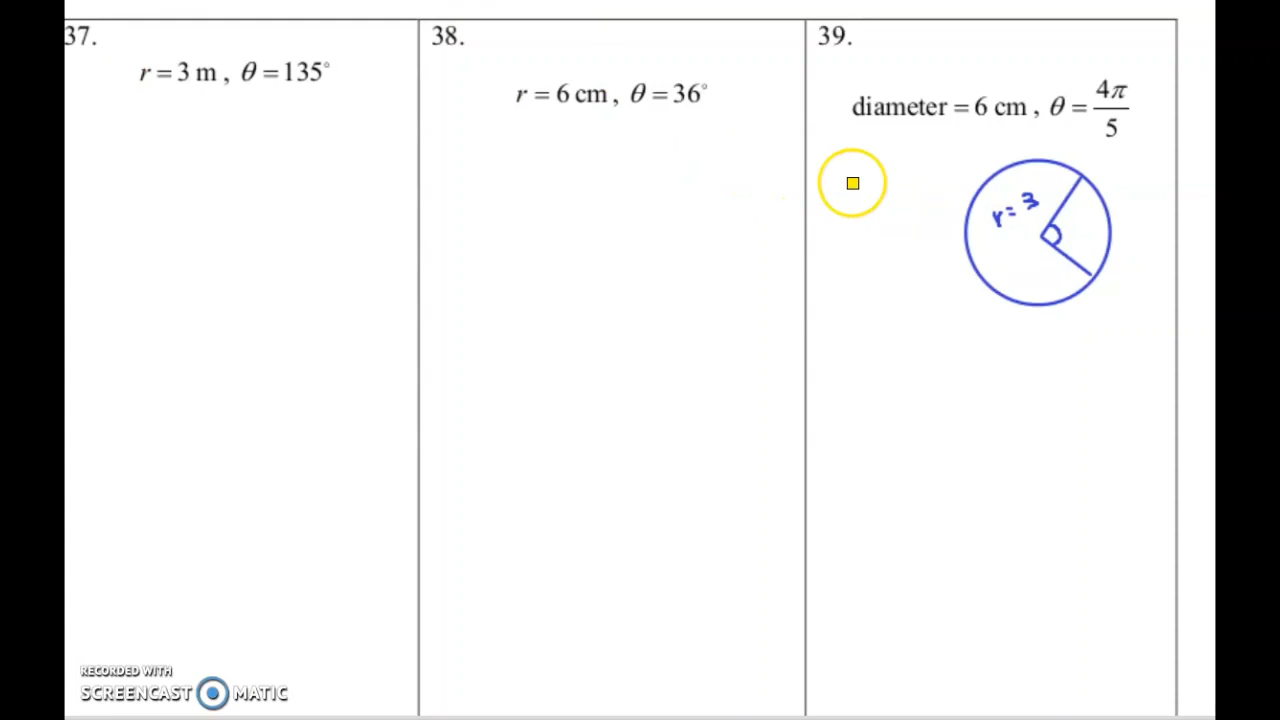 37.
r = 3 m , θ = 135°
38.
r = 6 cm , θ = 36°
39.
diameter = 6 cm , θ = 4π/5
r = 3
RECORDED WITH
SCREENCAST MATIC